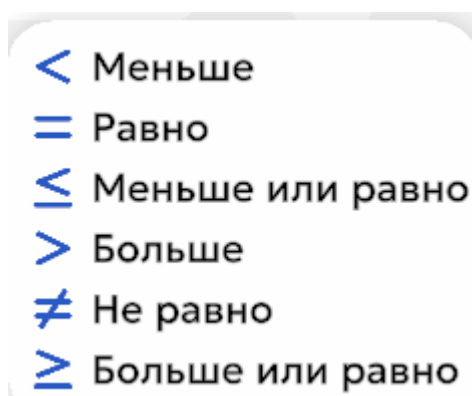 < Меньше
= Равно
≤ Меньше или равно
> Больше
≠ Не равно
≥ Больше или равно